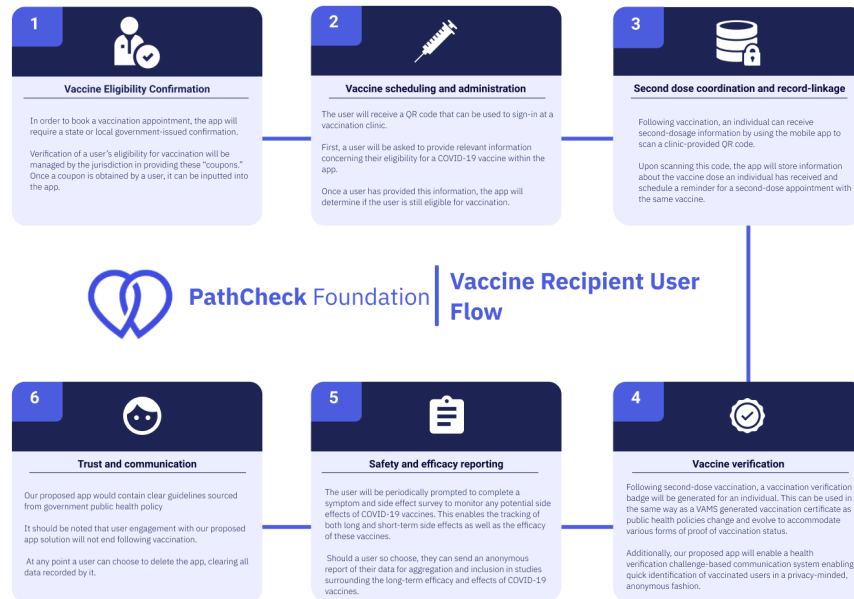 1
Vaccine Eligibility Confirmation
In order to book a vaccination appointment, the app will
require a state or local government-issued confirmation.
Verification of a user's eligibility for vaccination will be
managed by the jurisdiction in providing these “coupons.”
Once a coupon is obtained by a user, it can be inputted into
the app.
2
Vaccine scheduling and administration
The user will receive a QR code that can be used to sign-in at a
vaccination clinic.
First, a user will be asked to provide relevant information
concerning their eligibility for a COVID-19 vaccine within the
app.
Once a user has provided this information, the app will
determine if the user is still eligible for vaccination.
3
Second dose coordination and record-linkage
Following vaccination, an individual can receive
second-dosage information by using the mobile app to
scan a clinic-provided QR code.
Upon scanning this code, the app will store information
about the vaccine dose an individual has received and
schedule a reminder for a second-dose appointment with
the same vaccine.
PathCheck Foundation
Vaccine Recipient User
Flow
6
Trust and communication
Our proposed app would contain clear guidelines sourced
from government public health policy
It should be noted that user engagement with our proposed
app solution will not end following vaccination.
At any point a user can choose to delete the app, clearing all
data recorded by it.
5
Safety and efficacy reporting
The user will be periodically prompted to complete a
symptom and side effect survey to monitor any potential side
effects of COVID-19 vaccines. This enables the tracking of
both long and short-term side effects as well as the efficacy
of these vaccines.
Should a user so choose, they can send an anonymous
report of their data for aggregation and inclusion in studies
surrounding the long-term efficacy and effects of COVID-19
vaccines.
4
Vaccine verification
Following second-dose vaccination, a vaccination verification
badge will be generated for an individual. This can be used in
the same way as a VAMS generated vaccination certificate as
public health policies change and evolve to accommodate
various forms of proof of vaccination status.
Additionally, our proposed app will enable a health
verification challenge-based communication system enabling
quick identification of vaccinated users in a privacy-minded,
anonymous fashion.